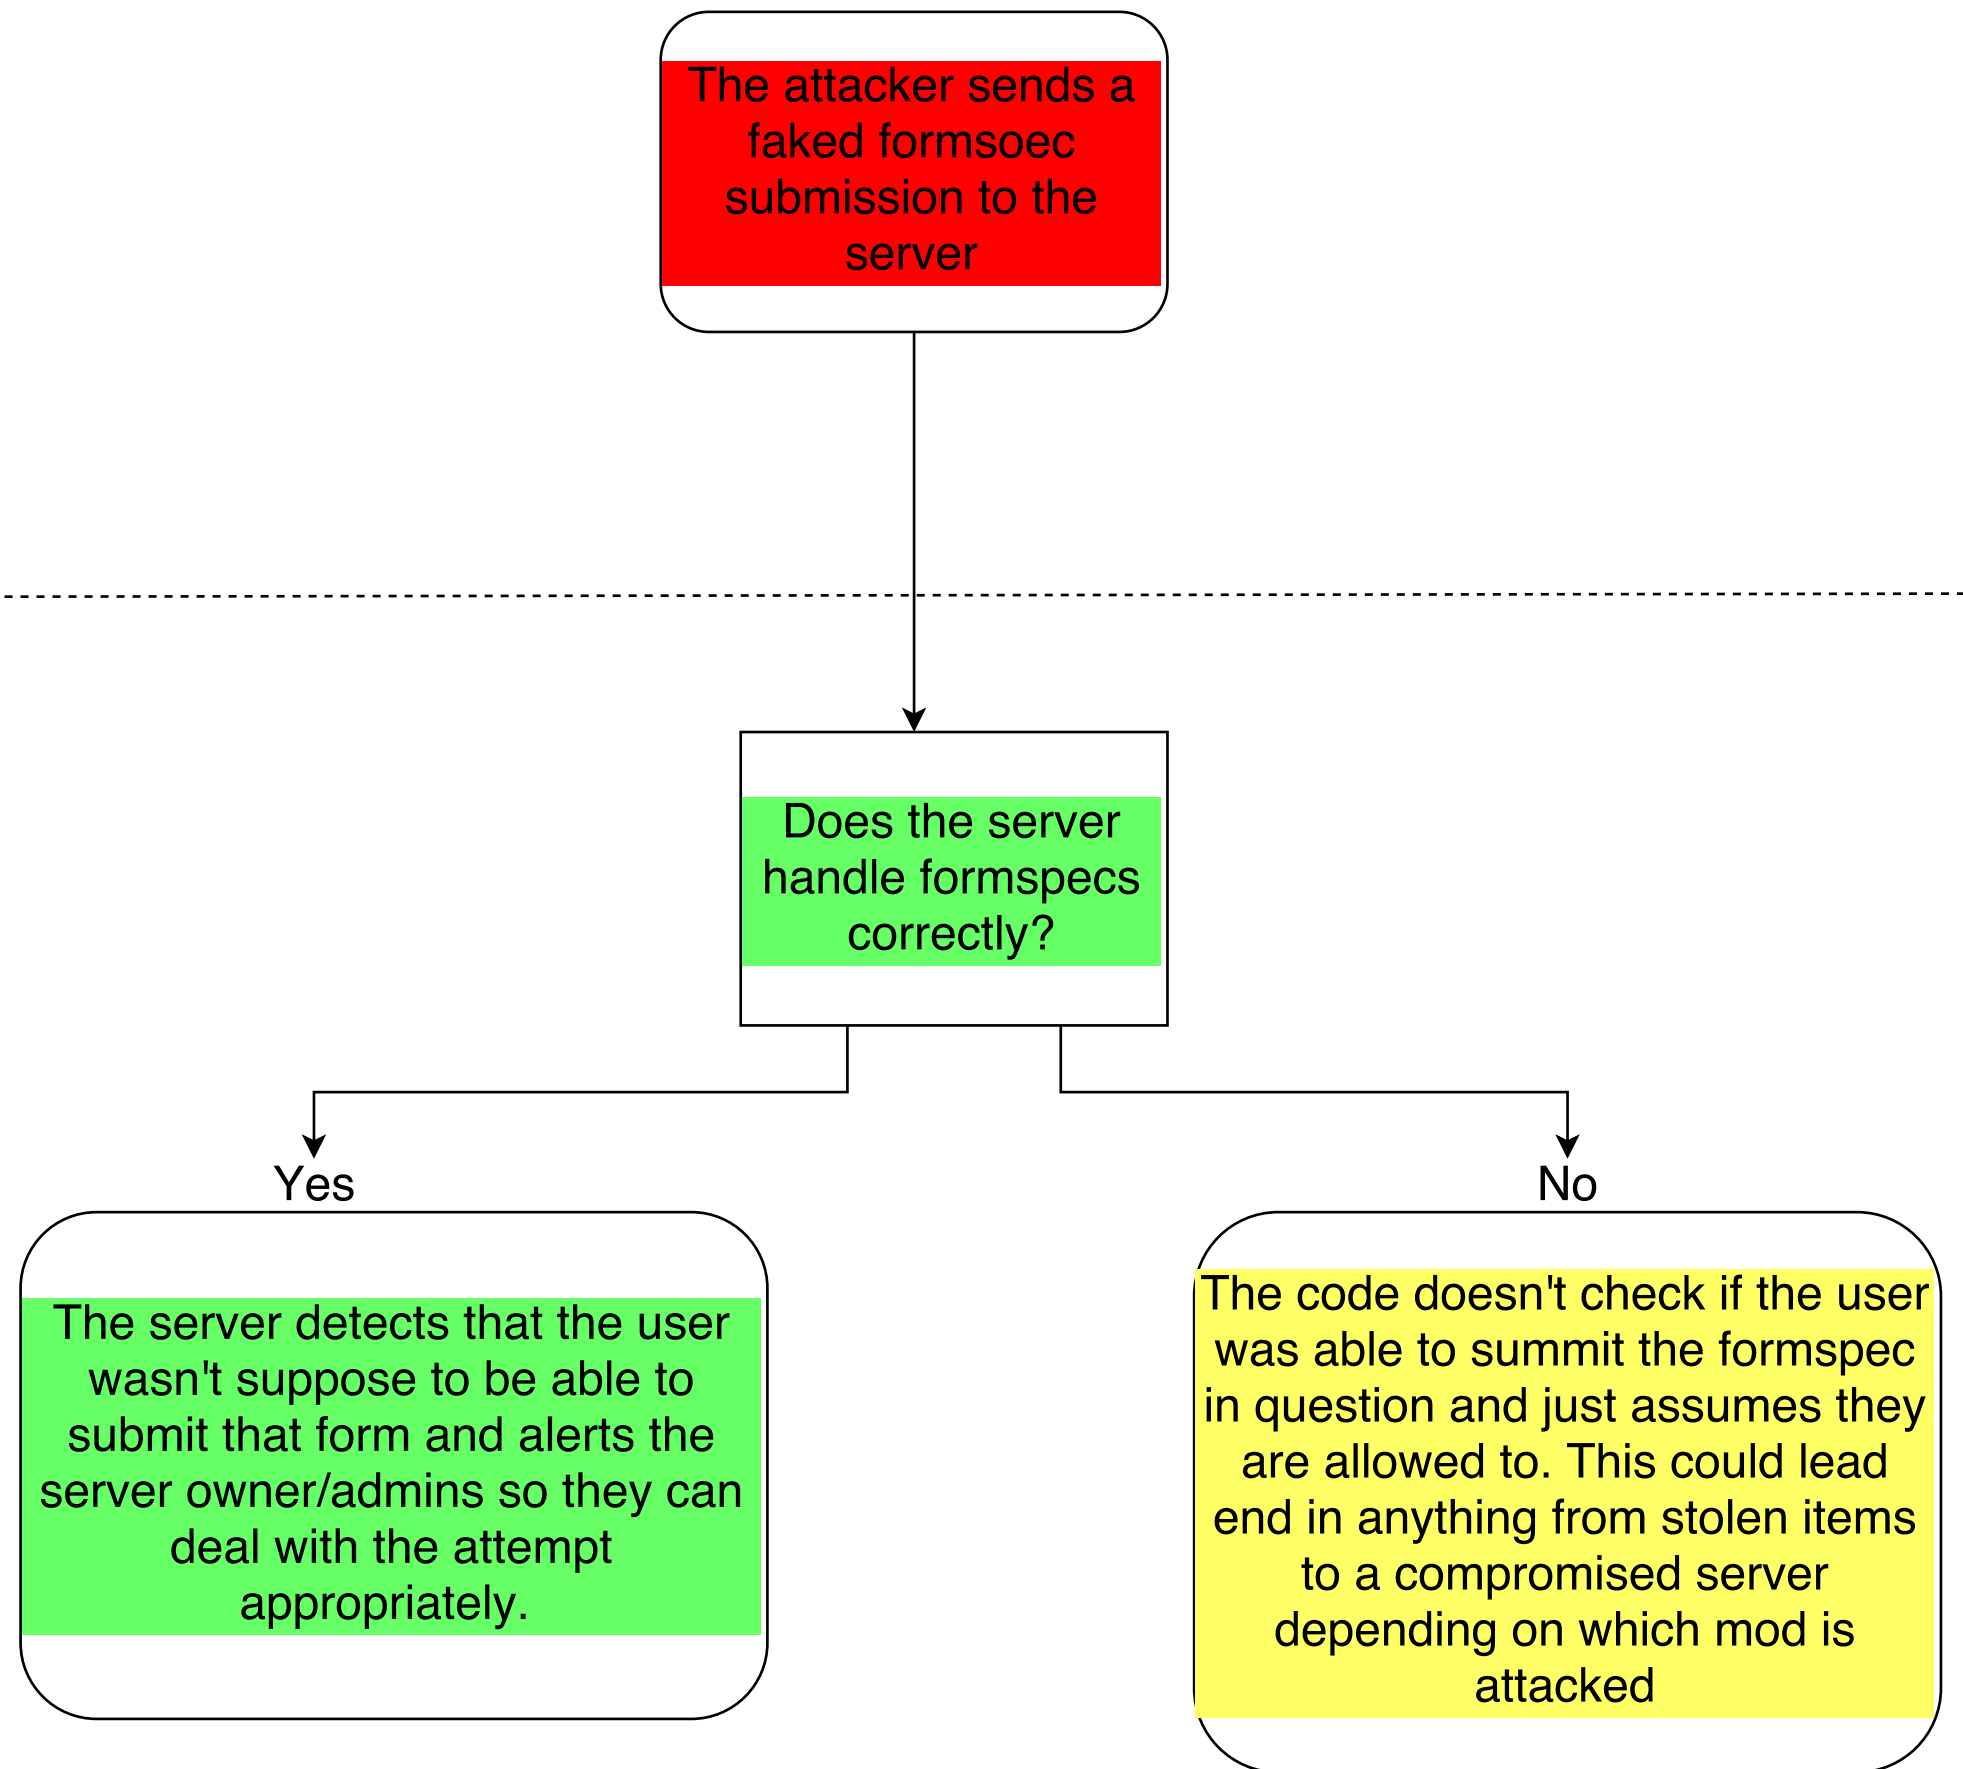 The attacker sends a
faked formsoec
submission to the
server
Does the server
handle formspecs
correctly?
Yes
No
The server detects that the user
wasn't suppose to be able to
submit that form and alerts the
server owner/admins so they can
deal with the attempt
appropriately.
The code doesn't check if the user
was able to summit the formspec
in question and just assumes they
are allowed to. This could lead
end in anything from stolen items
to a compromised server
depending on which mod is
attacked